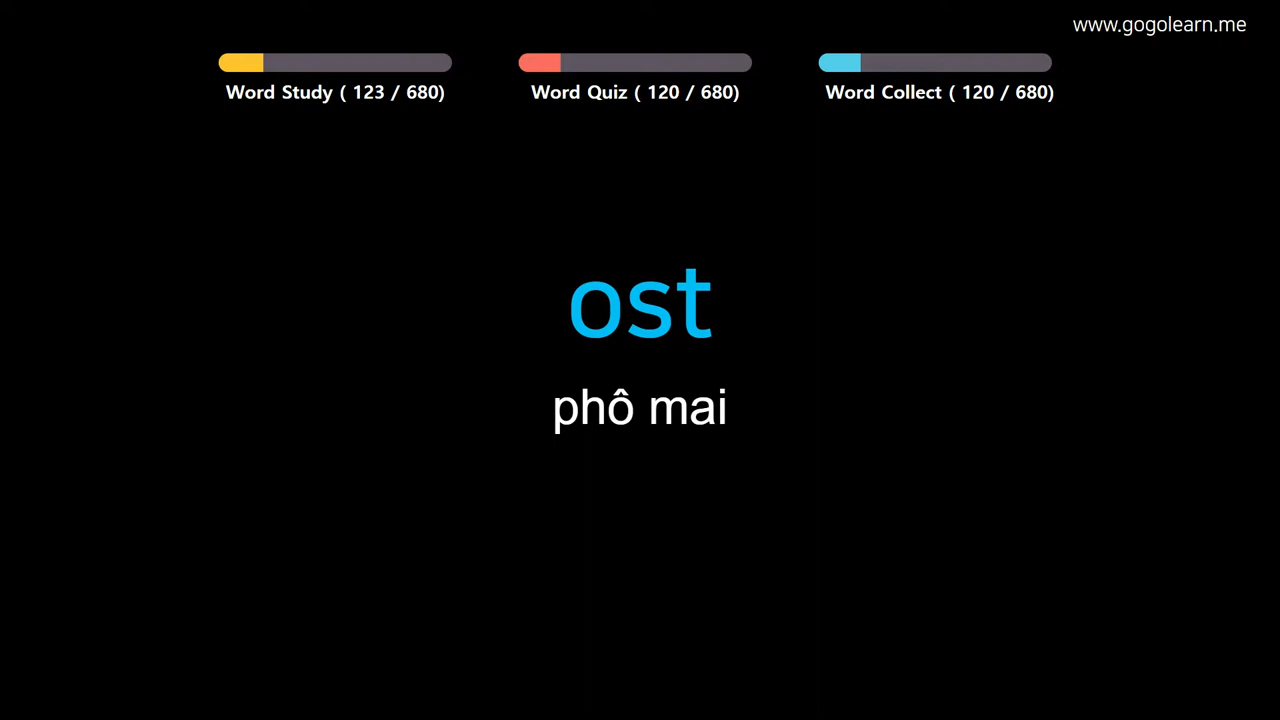 www.gogolearn.me
Word Study ( 123 / 680)
Word Quiz ( 120 / 680)
Word Collect ( 120 / 680)
ost
phô mai